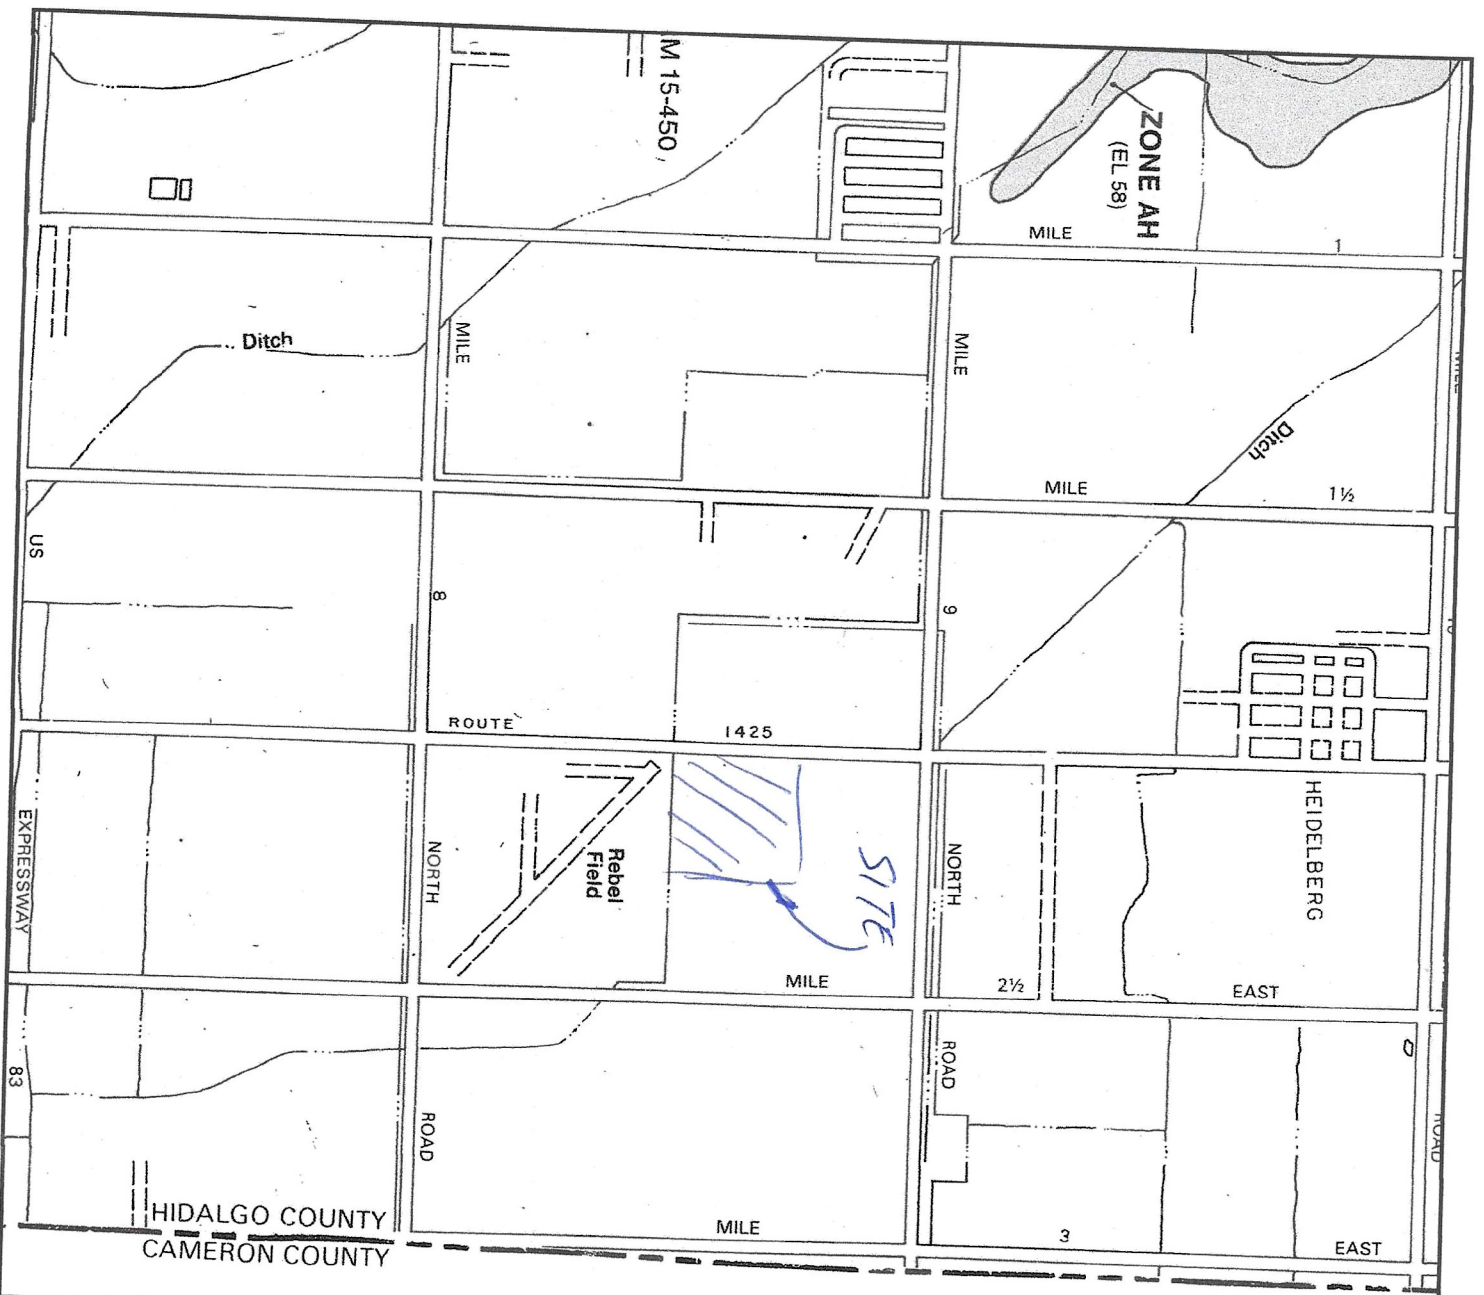 M 15-450
ZONE AH
(EL 58)
MILE
1
Ditch
MILE
MILE
Ditch
MILE
1½
US
8
9
ROUTE
1425
HEIDELBERG
EXPRESSWAY
NORTH
Rebel
Field
SITE
NORTH
MILE
2½
EAST
83
ROAD
ROAD
ROAD
HIDALGO COUNTY
CAMERON COUNTY
MILE
3
EAST